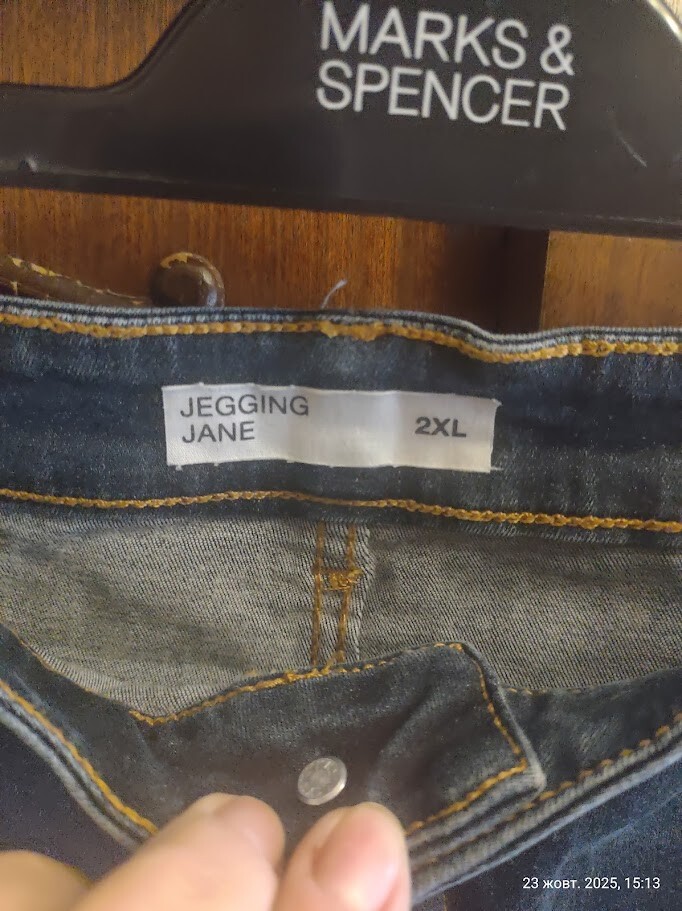 MARKS &
SPENCER
JEGGING
JANE
2XL
23 жовт. 2025, 15:13